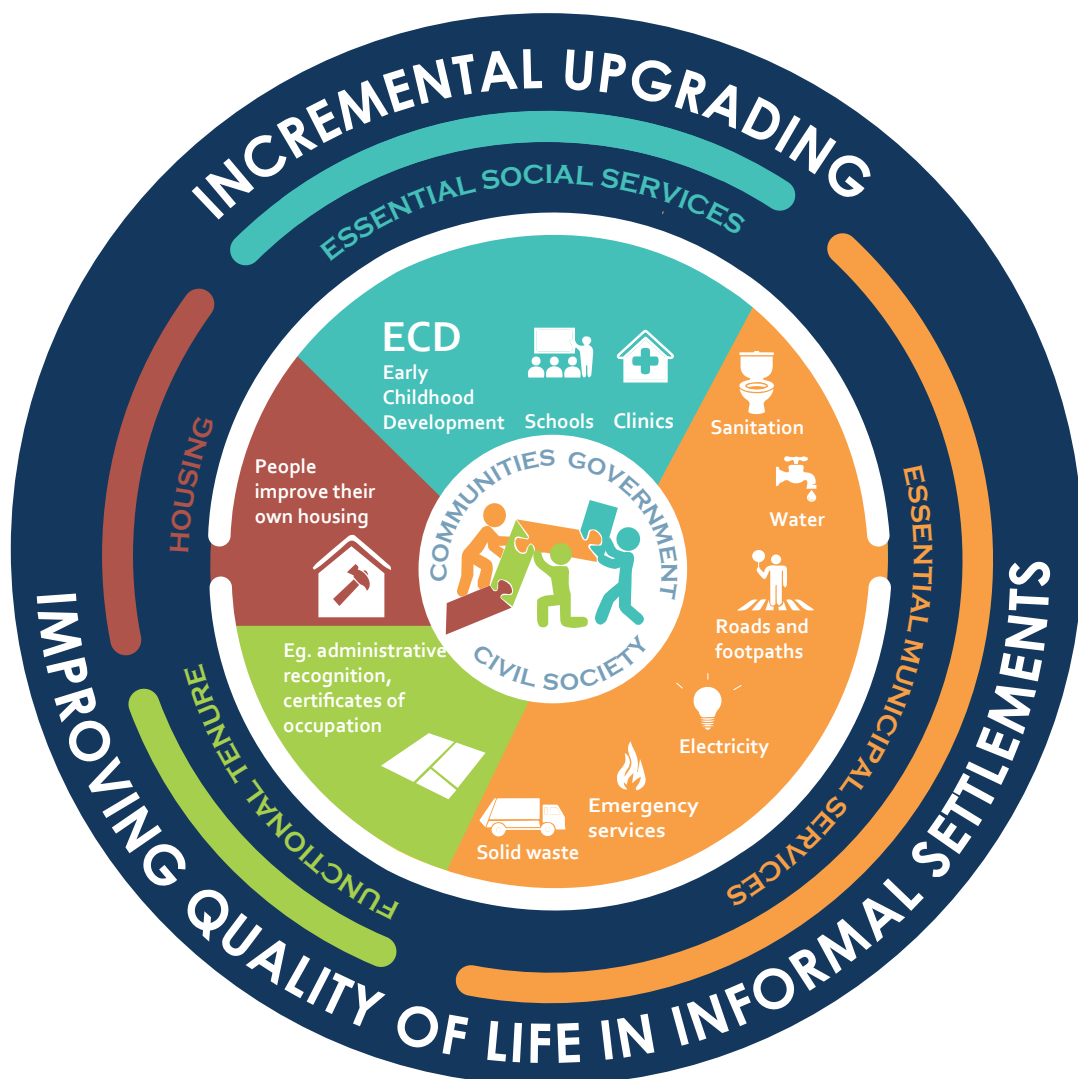 INCREMENTAL UPGRADING
ESSENTIAL SOCIAL SERVICES
ECD
Early
Childhood
Development
Schools
Clinics
Sanitation
Water
Roads and
footpaths
Electricity
Emergency
services
Solid waste
ESSENTIAL MUNICIPAL SERVICES
HOUSING
People
improve their
own housing
FUNCTIONAL TENURE
Eg. administrative
recognition,
certificates of
occupation
COMMUNITIES
GOVERNMENT
CIVIL SOCIETY
IMPROVING QUALITY OF LIFE IN INFORMAL SETTLEMENTS